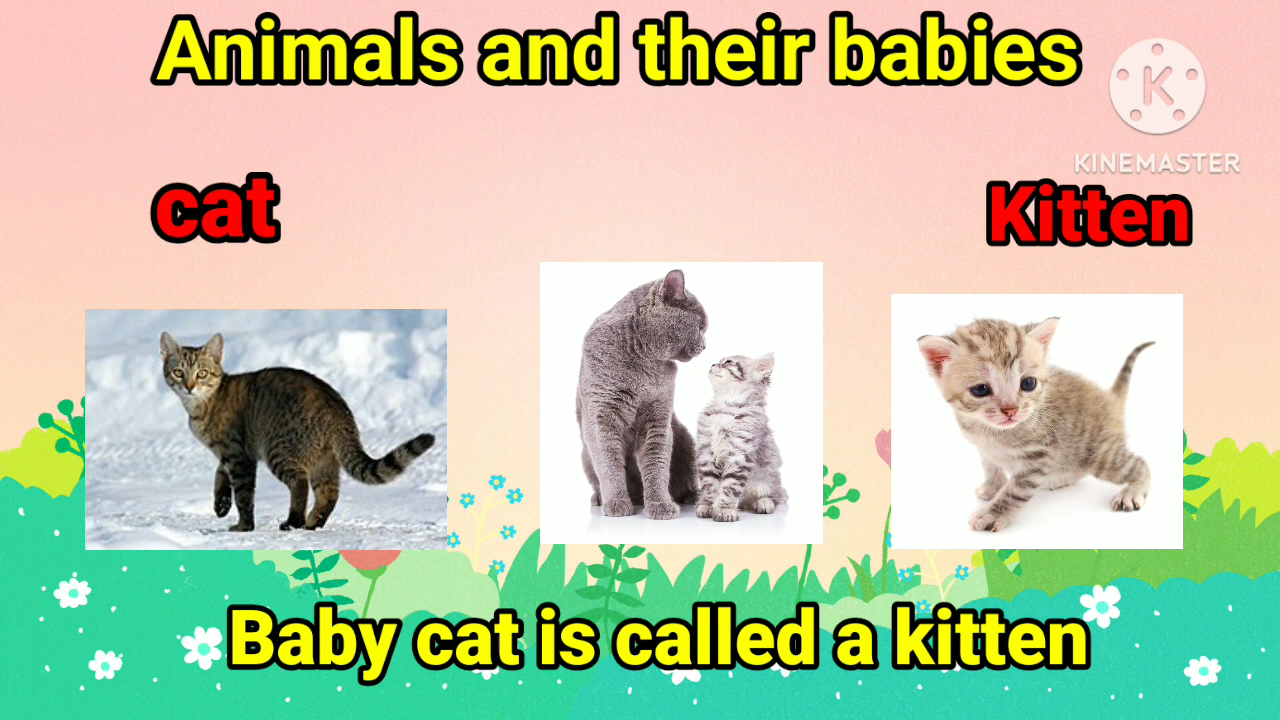 Animals and their babies
K
KINEMASTER
cat
Kitten
Baby cat is called a kitten